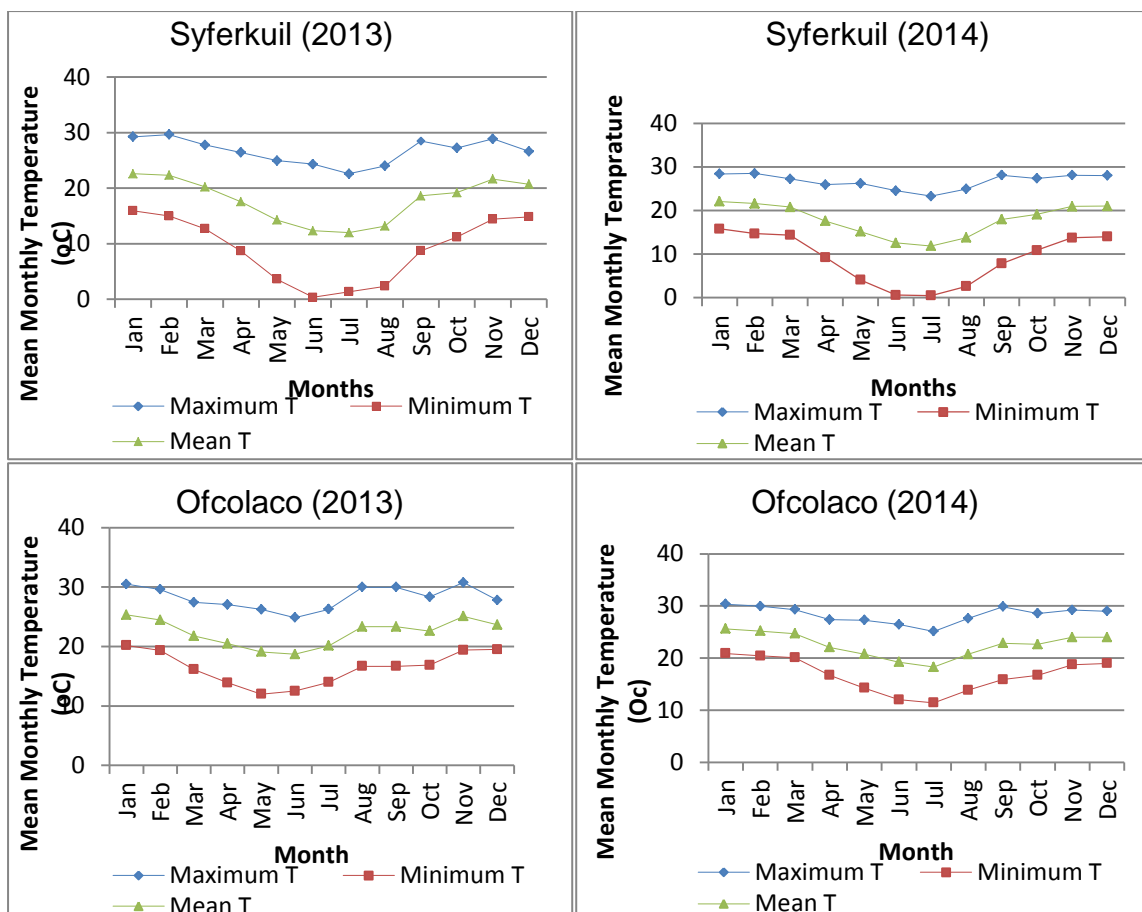 Syferkuil (2013)
Mean Monthly Temperature
(oC)
40
30
20
10
0
Jan
Feb
Mar
Apr
May
Jun
Jul
Aug
Sep
Oct
Nov
Dec
Months
Maximum T
Minimum T
Mean T
Syferkuil (2014)
Mean Monthly Temprature
(oC)
40
30
20
10
0
Jan
Feb
Mar
Apr
May
Jun
Jul
Aug
Sep
Oct
Nov
Dec
Months
Maximum T
Minimum T
Mean T
Ofcolaco (2013)
Mean Monthly Temperature
(oC)
40
30
20
10
0
Jan
Feb
Mar
Apr
May
Jun
Jul
Aug
Sep
Oct
Nov
Dec
Month
Maximum T
Minimum T
Mean T
Ofcolaco (2014)
Mean Monthly Temperature
(Oc)
40
30
20
10
0
Jan
Feb
Mar
Apr
May
Jun
Jul
Aug
Sep
Oct
Nov
Dec
Month
Maximum T
Minimum T
Mean T